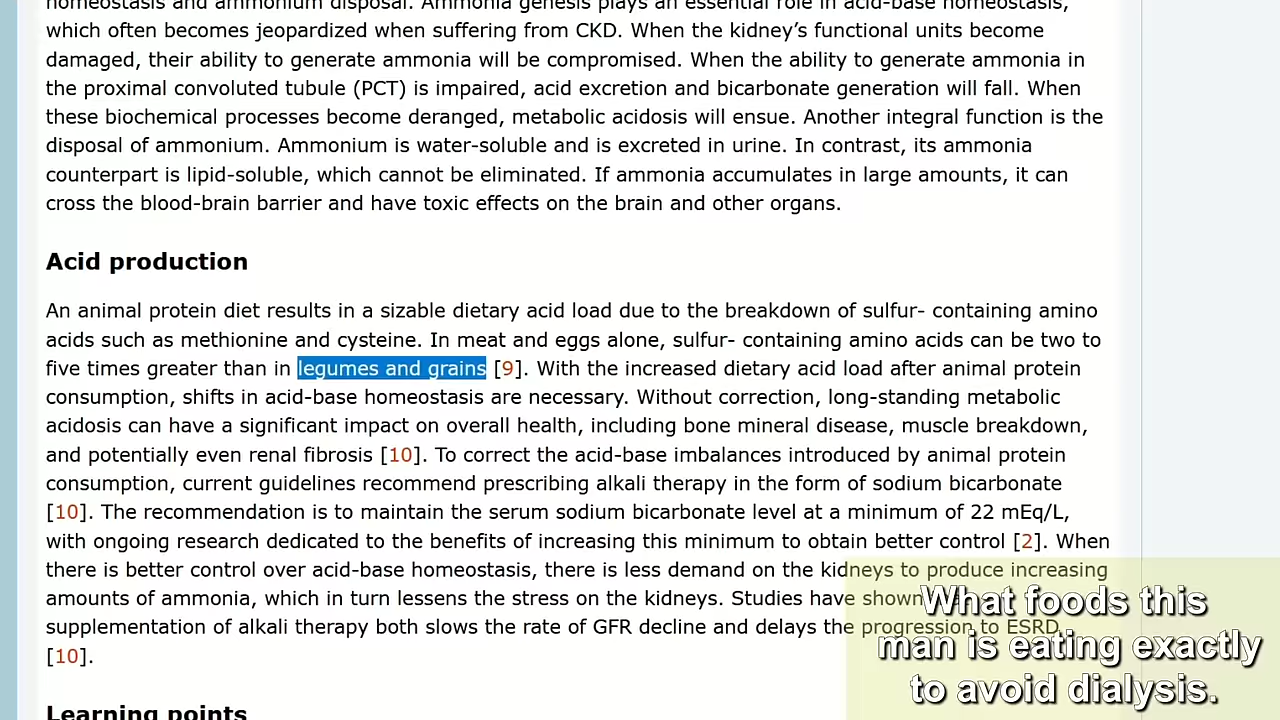 homeostasis and ammonium disposal. Ammonia genesis plays an essential role in acid-base homeostasis,
which often becomes jeopardized when suffering from CKD. When the kidney’s functional units become
damaged, their ability to generate ammonia will be compromised. When the ability to generate ammonia in
the proximal convoluted tubule (PCT) is impaired, acid excretion and bicarbonate generation will fall. When
these biochemical processes become deranged, metabolic acidosis will ensue. Another integral function is the
disposal of ammonium. Ammonium is water-soluble and is excreted in urine. In contrast, its ammonia
counterpart is lipid-soluble, which cannot be eliminated. If ammonia accumulates in large amounts, it can
cross the blood-brain barrier and have toxic effects on the brain and other organs.
Acid production
An animal protein diet results in a sizable dietary acid load due to the breakdown of sulfur- containing amino
acids such as methionine and cysteine. In meat and eggs alone, sulfur- containing amino acids can be two to
five times greater than in legumes and grains [9]. With the increased dietary acid load after animal protein
consumption, shifts in acid-base homeostasis are necessary. Without correction, long-standing metabolic
acidosis can have a significant impact on overall health, including bone mineral disease, muscle breakdown,
and potentially even renal fibrosis [10]. To correct the acid-base imbalances introduced by animal protein
consumption, current guidelines recommend prescribing alkali therapy in the form of sodium bicarbonate
[10]. The recommendation is to maintain the serum sodium bicarbonate level at a minimum of 22 mEq/L,
with ongoing research dedicated to the benefits of increasing this minimum to obtain better control [2]. When
there is better control over acid-base homeostasis, there is less demand on the kidneys to produce increasing
amounts of ammonia, which in turn lessens the stress on the kidneys. Studies have shown
supplementation of alkali therapy both slows the rate of GFR decline and delays the progression to ESRD
[10].
Learning points
What foods this
man is eating exactly
to avoid dialysis.